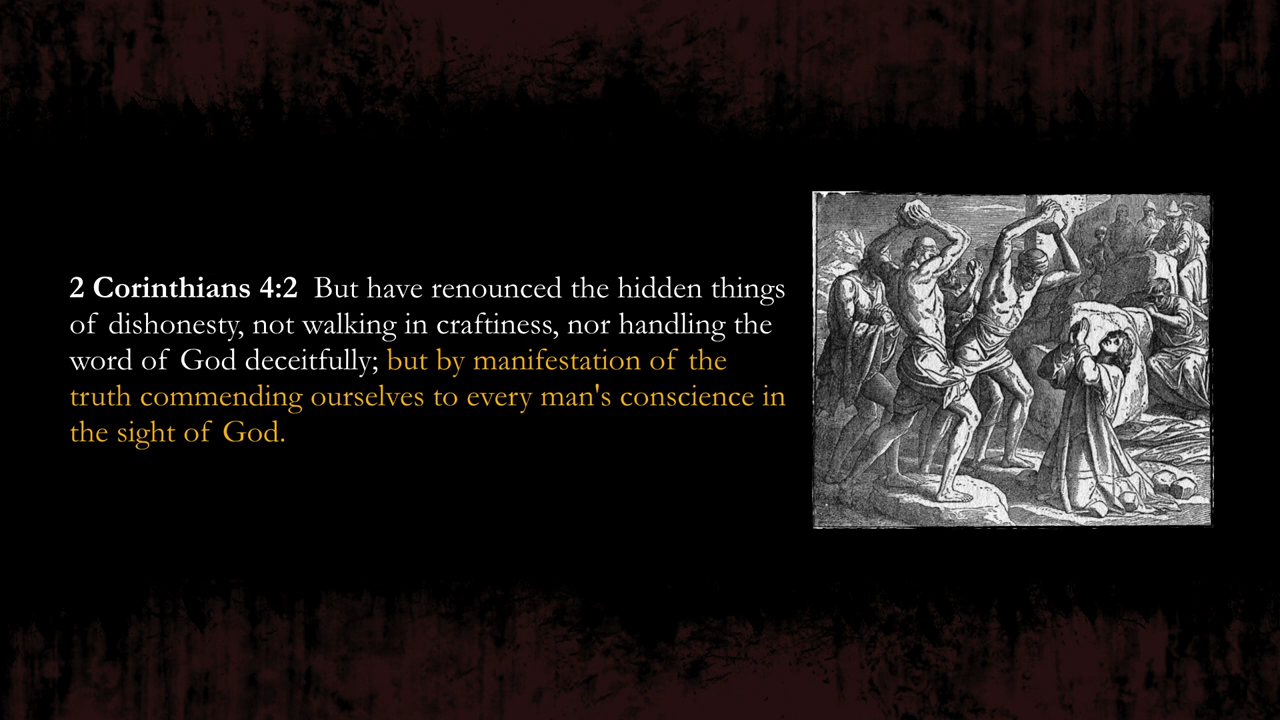 2 Corinthians 4:2  But have renounced the hidden things
of dishonesty, not walking in craftiness, nor handling the
word of God deceitfully; but by manifestation of the
truth commending ourselves to every man's conscience in
the sight of God.